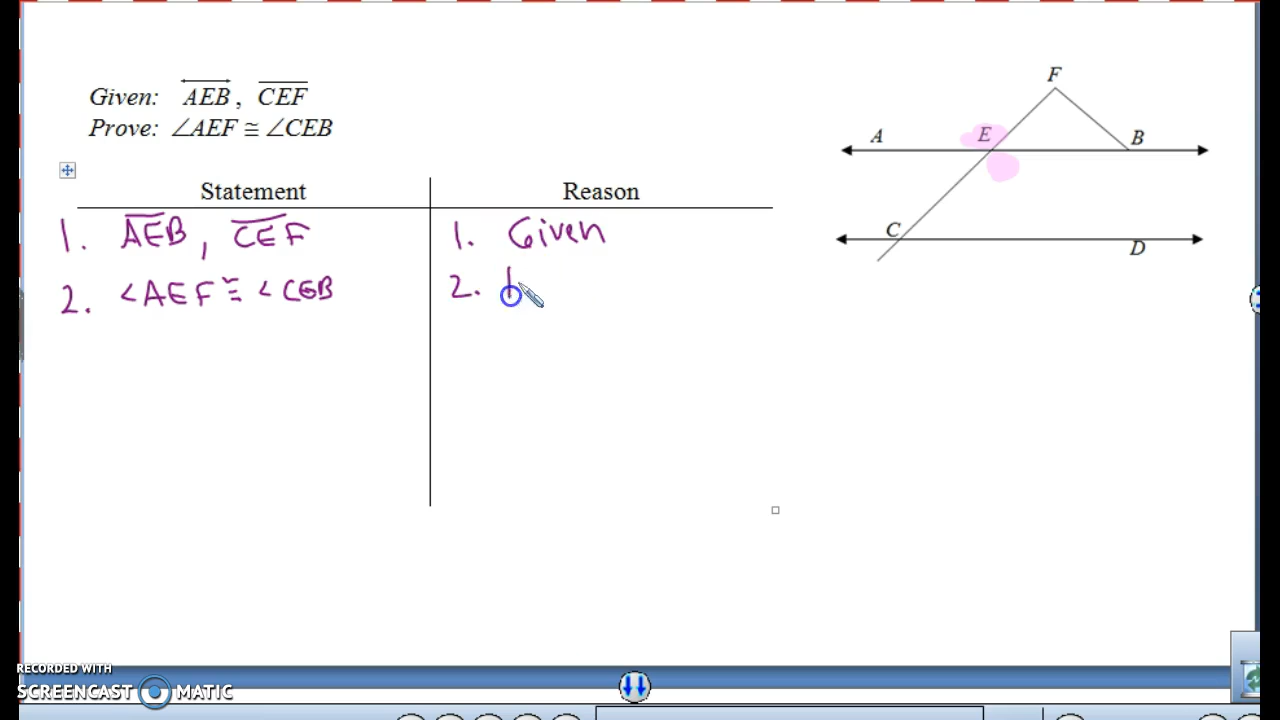 Given: AEB, CEF
Prove: ∠AEF ≅ ∠CEB
Statement
Reason
1. AEB, CEF
1. Given
2. ∠AEF ≅ ∠CEB
2.
F
A
E
B
C
D
RECORDED WITH
SCREENCAST MATIC